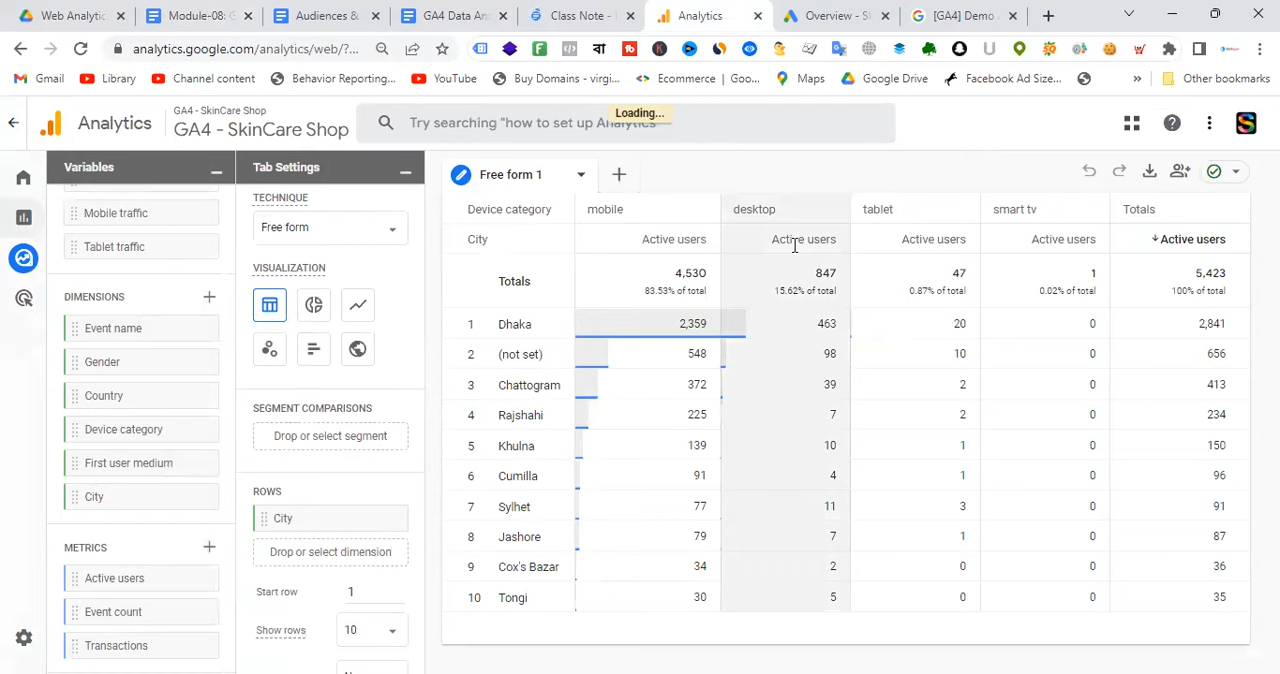 Web Analytic
Module-08: G
Audiences &
GA4 Data An
Class Note -
Analytics
Overview - S
[GA4] Demo
analytics.google.com/analytics/web/?...
Gmail
Library
Channel content
Behavior Reporting...
YouTube
Buy Domains - virgi...
Ecommerce | Goo...
Maps
Google Drive
Facebook Ad Size...
»
Other bookmarks
Analytics
GA4 - SkinCare Shop
GA4 - SkinCare Shop
Try searching "how to set up Analytics"
Loading...
Variables
Mobile traffic
Tablet traffic
DIMENSIONS
Event name
Gender
Country
Device category
First user medium
City
METRICS
Active users
Event count
Transactions
Tab Settings
TECHNIQUE
Free form
VISUALIZATION
SEGMENT COMPARISONS
Drop or select segment
ROWS
City
Drop or select dimension
Start row 1
Show rows 10
Free form 1
Device category mobile desktop tablet smart tv Totals
City Active users Active users Active users Active users Active users
Totals 4,530 847 47 1 5,423
83.53% of total 15.62% of total 0.87% of total 0.02% of total 100% of total
1 Dhaka 2,359 463 20 0 2,841
2 (not set) 548 98 10 0 656
3 Chattogram 372 39 2 0 413
4 Rajshahi 225 7 2 0 234
5 Khulna 139 10 1 0 150
6 Cumilla 91 4 1 0 96
7 Sylhet 77 11 3 0 91
8 Jashore 79 7 1 0 87
9 Cox's Bazar 34 2 0 0 36
10 Tongi 30 5 0 0 35